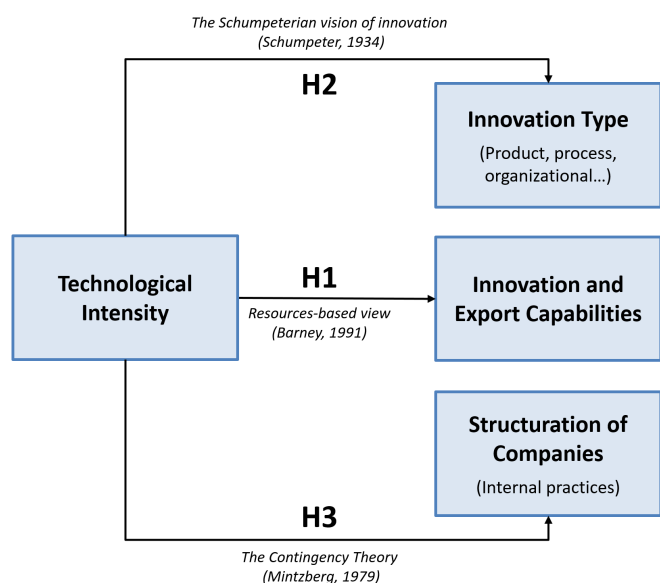 The Schumpeterian vision of innovation
(Schumpeter, 1934)
H2
Innovation Type
(Product, process,
organizational...)
Technological
Intensity
H1
Resources-based view
(Barney, 1991)
Innovation and
Export Capabilities
Structuration of
Companies
(Internal practices)
H3
The Contingency Theory
(Mintzberg, 1979)